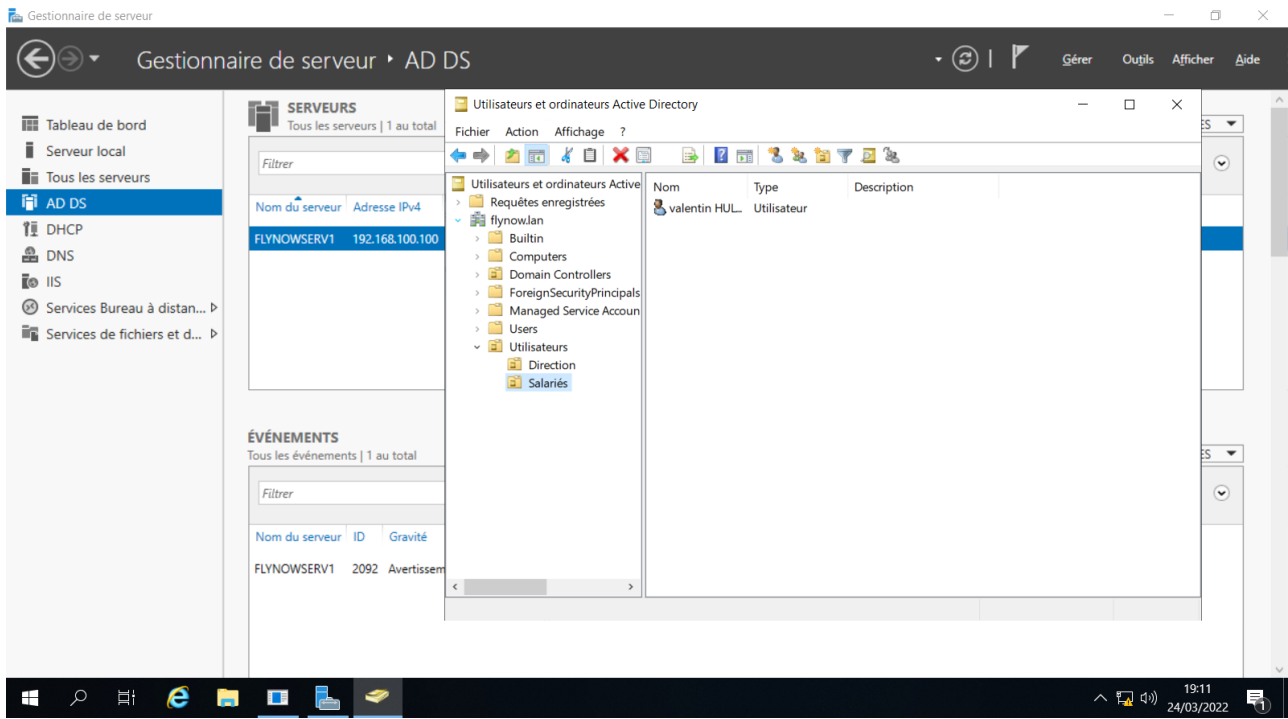 Gestionnaire de serveur
Gestionnaire de serveur ‣ AD DS
Gérer Outils Afficher Aide
Tableau de bord
Serveur local
Tous les serveurs
AD DS
DHCP
DNS
IIS
Services Bureau à distan...
Services de fichiers et d...
SERVEURS
Tous les serveurs | 1 au total
Filtrer
Nom du serveur Adresse IPv4
FLYNOWSERV1 192.168.100.100
ÉVÉNEMENTS
Tous les événements | 1 au total
Filtrer
Nom du serveur ID Gravité
FLYNOWSERV1 2092 Avertissem
Utilisateurs et ordinateurs Active Directory
Fichier Action Affichage ?
Utilisateurs et ordinateurs Active
Requêtes enregistrées
flynow.lan
Builtin
Computers
Domain Controllers
ForeignSecurityPrincipals
Managed Service Accoun
Users
Utilisateurs
Direction
Salariés
Nom Type Description
valentin HUL... Utilisateur
ES
ES
19:11
24/03/2022
1